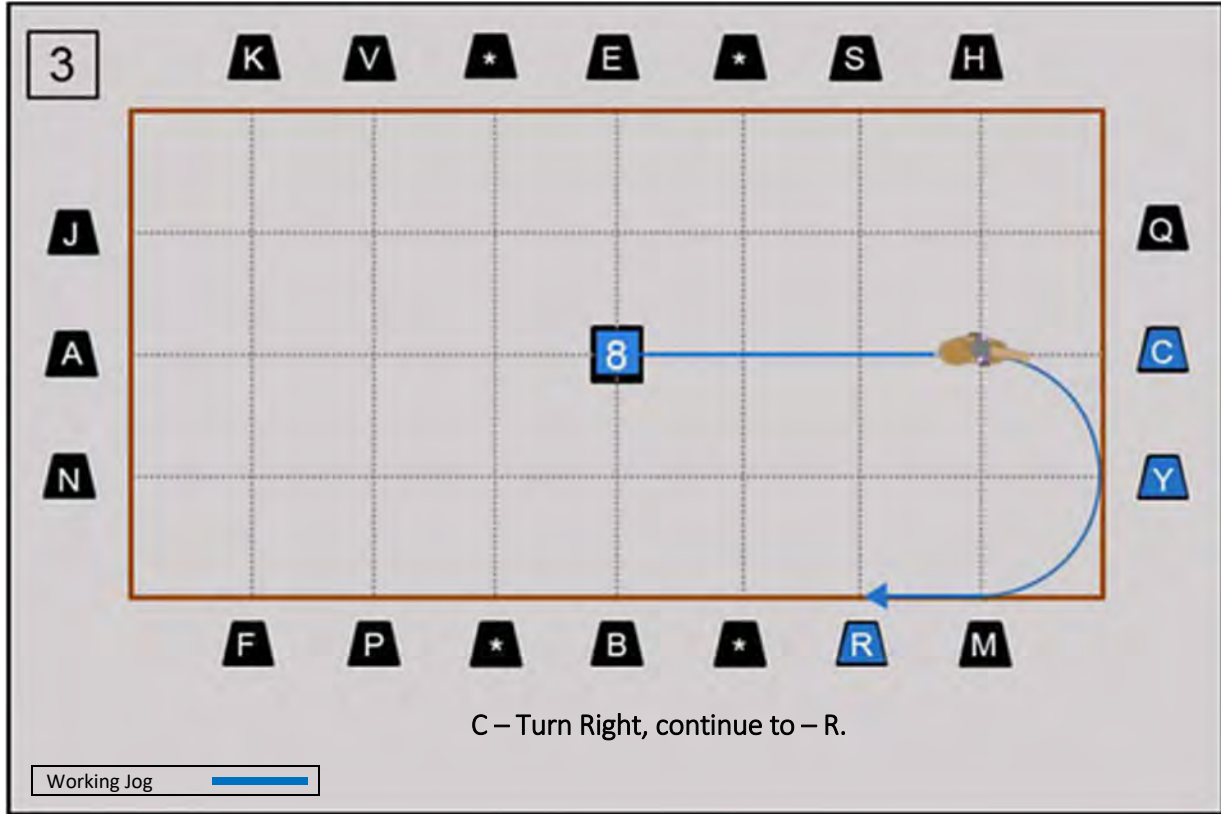 3
K V * E * S H
J Q
A 8 C
N Y
F P * B * R M
C – Turn Right, continue to – R.
Working Jog